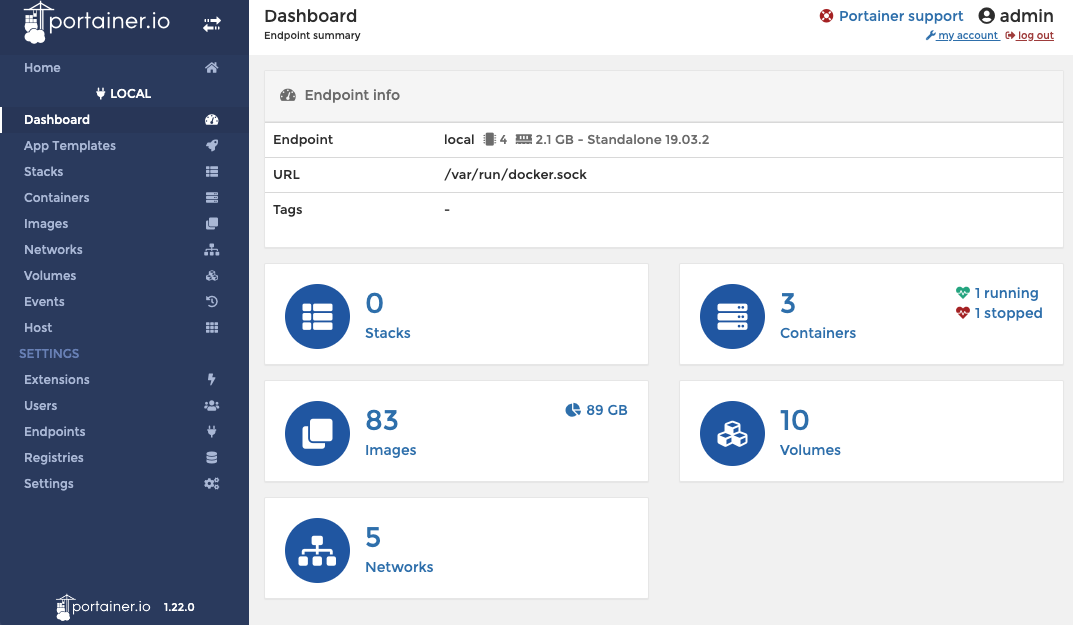 portainer.io
Home
LOCAL
Dashboard
App Templates
Stacks
Containers
Images
Networks
Volumes
Events
Host
SETTINGS
Extensions
Users
Endpoints
Registries
Settings
portainer.io 1.22.0
Dashboard
Endpoint summary
Portainer support admin
my account log out
Endpoint info
Endpoint local 4 2.1 GB - Standalone 19.03.2
URL /var/run/docker.sock
Tags -
0
Stacks
3
Containers
1 running
1 stopped
83
Images
89 GB
10
Volumes
5
Networks